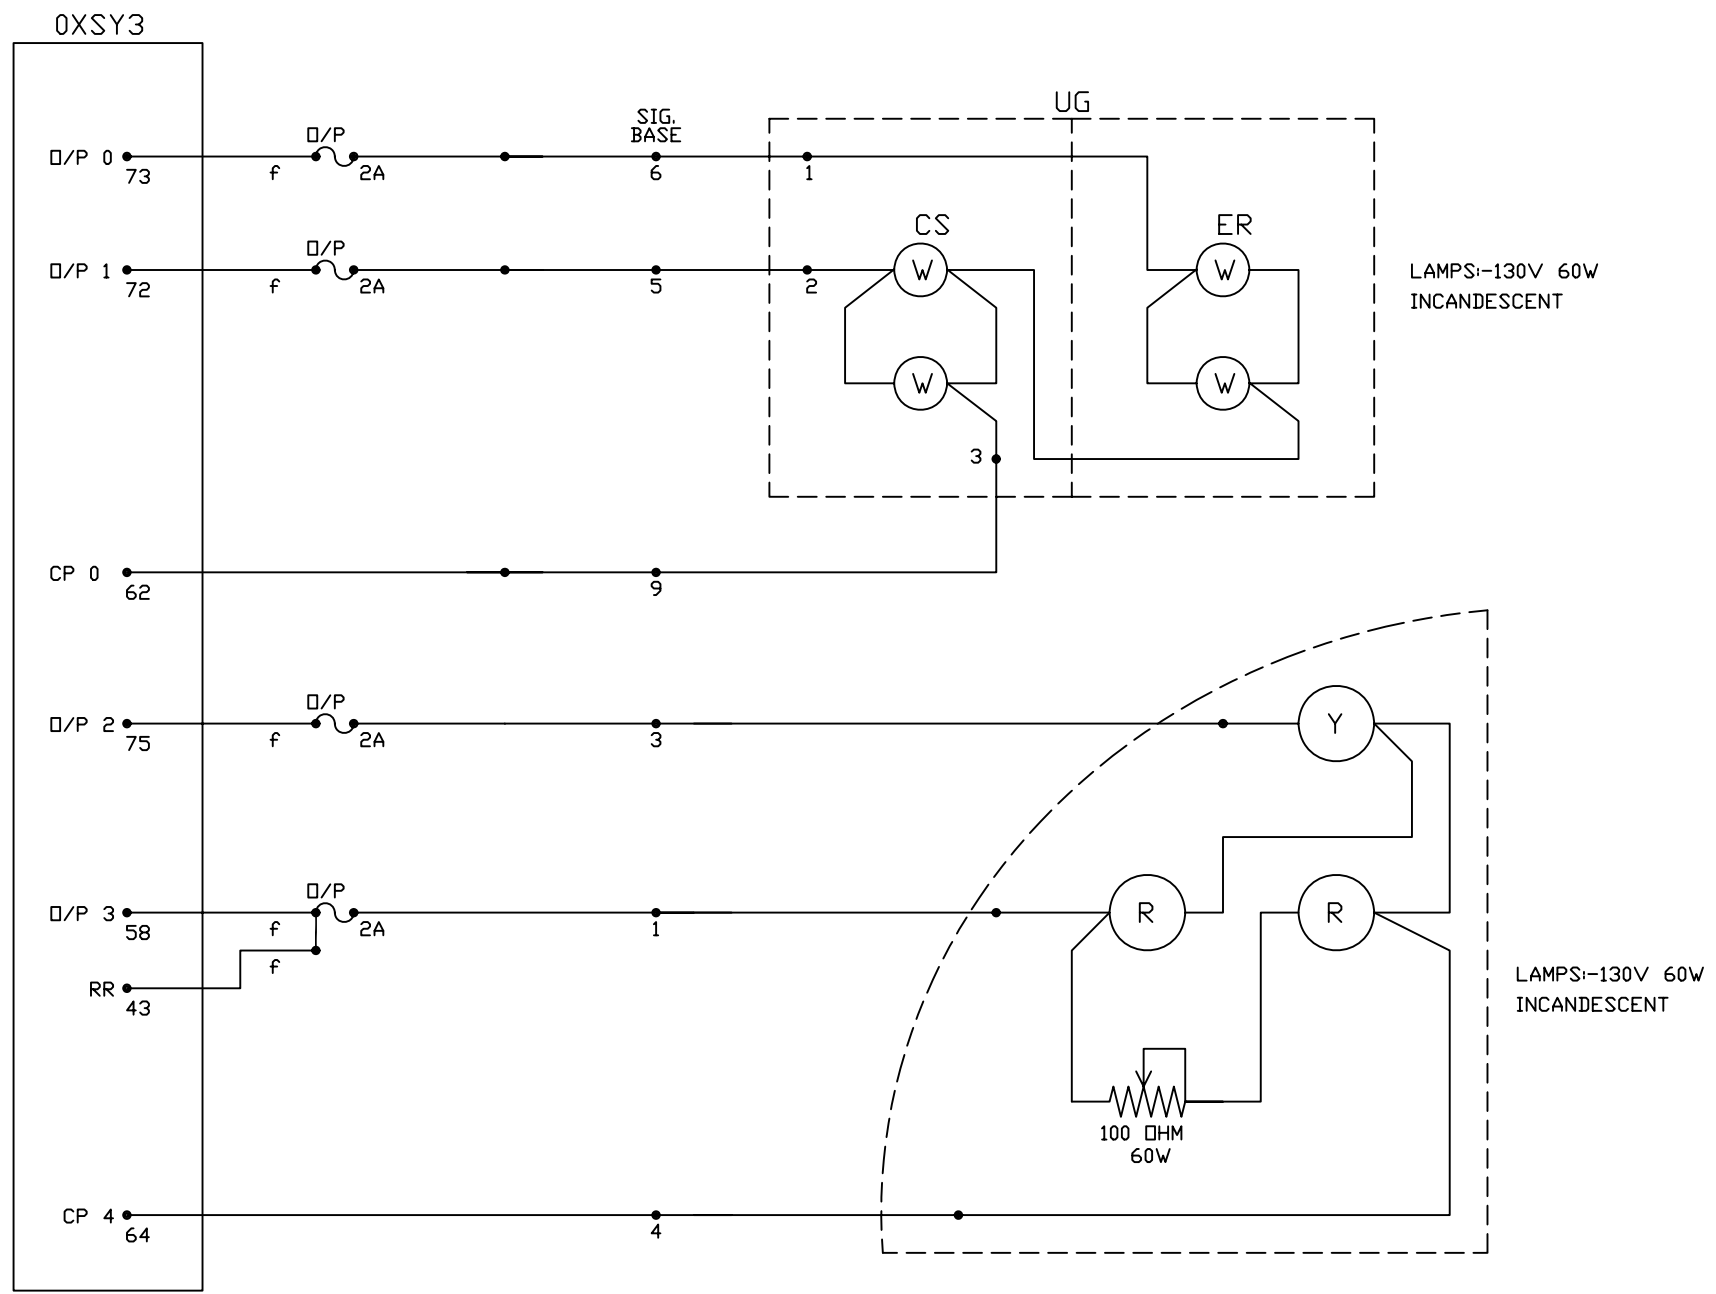 0XSY3
SIG.
BASE
UG
O/P 0
73
f
O/P
2A
6
1
CS
ER
O/P 1
72
f
O/P
2A
5
2
W
W
LAMPS:-130V 60W
INCANDESCENT
W
W
3
CP 0
62
9
O/P 2
75
f
O/P
2A
3
Y
O/P 3
58
f
O/P
2A
1
R
R
f
RR
43
LAMPS:-130V 60W
INCANDESCENT
100 OHM
60W
CP 4
64
4